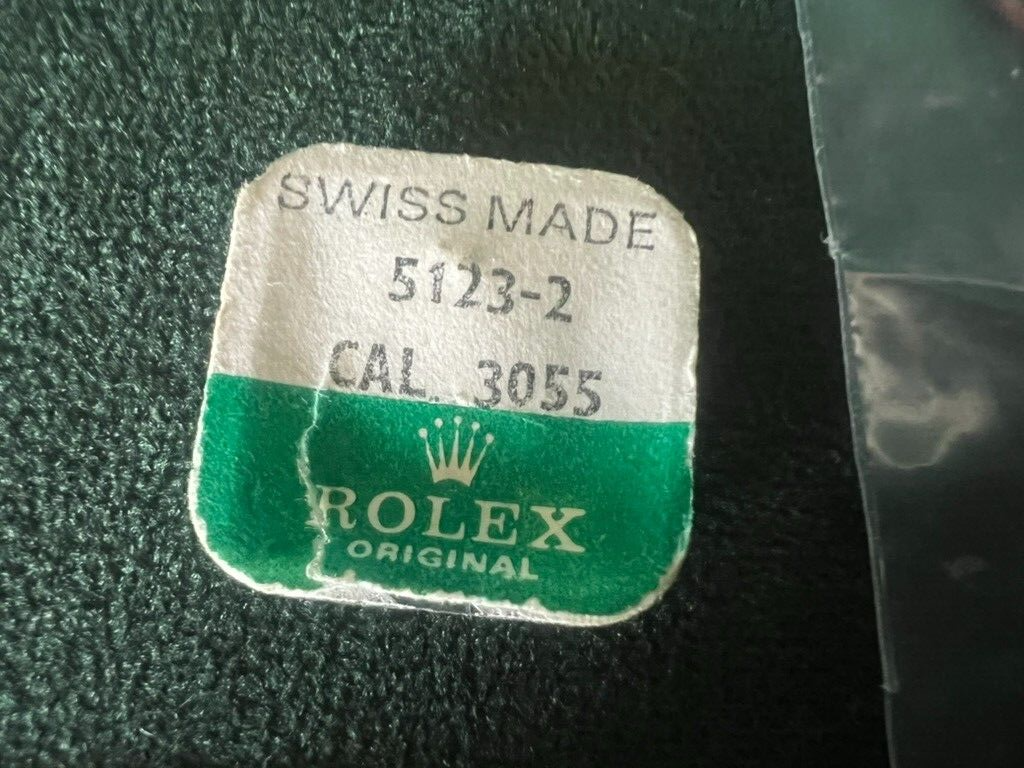 SWISS MADE
5123-2
CAL. 3055
ROLEX
ORIGINAL